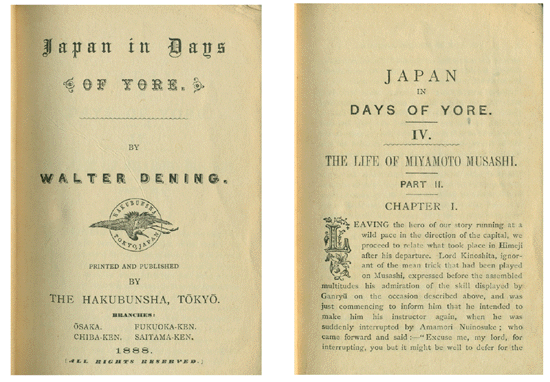 Japan in Days
OF YORE.
BY
WALTER DENING.
HAKUBUNSHA
TOKYO, JAPAN
PRINTED AND PUBLISHED
BY
THE HAKUBUNSHA, TŌKYŌ.
BRANCHES:
ŌSAKA. FUKUOKA-KEN.
CHIBA-KEN. SAITAMA-KEN.
1888.
[ALL RIGHTS RESERVED.]
JAPAN
IN
DAYS OF YORE.
IV.
THE LIFE OF MIYAMOTO MUSASHI.
PART II.
CHAPTER I.
LEAVING the hero of our story running at a
wild pace in the direction of the capital, we
proceed to relate what took place in Himeji
after his departure. Lord Kinoshita, ignor-
ant of the mean trick that had been played
on Musashi, expressed before the assembled
multitudes his admiration of the skill displayed by
Ganryū on the occasion described above, and was
just commencing to inform him that he intended to
make him his instructor again, when he was
suddenly interrupted by Amamori Nuinosuke; who
came forward and said:—"Excuse me, my lord, for
interrupting, you but it might be well to defer for the